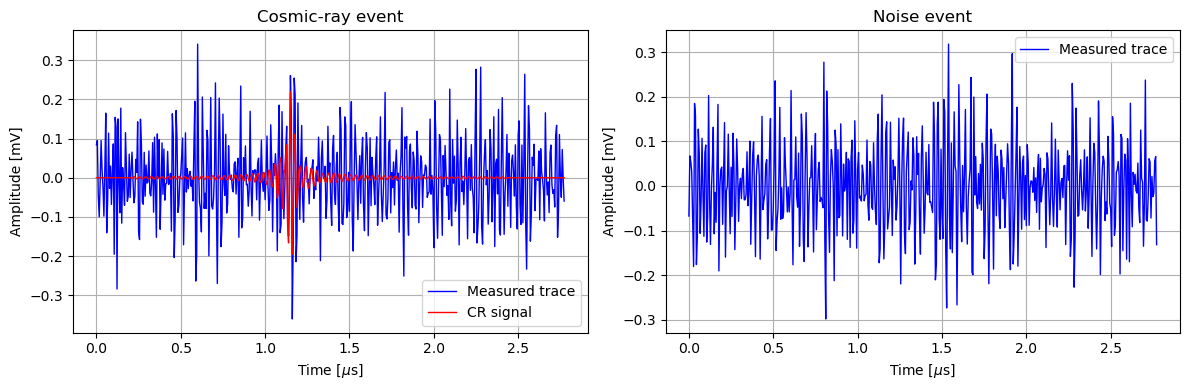 Cosmic-ray event
Amplitude [mV]
0.3
0.2
0.1
0.0
−0.1
−0.2
−0.3
Measured trace
CR signal
0.0 0.5 1.0 1.5 2.0 2.5
Time [μs]
Noise event
Amplitude [mV]
0.3
0.2
0.1
0.0
−0.1
−0.2
−0.3
Measured trace
0.0 0.5 1.0 1.5 2.0 2.5
Time [μs]